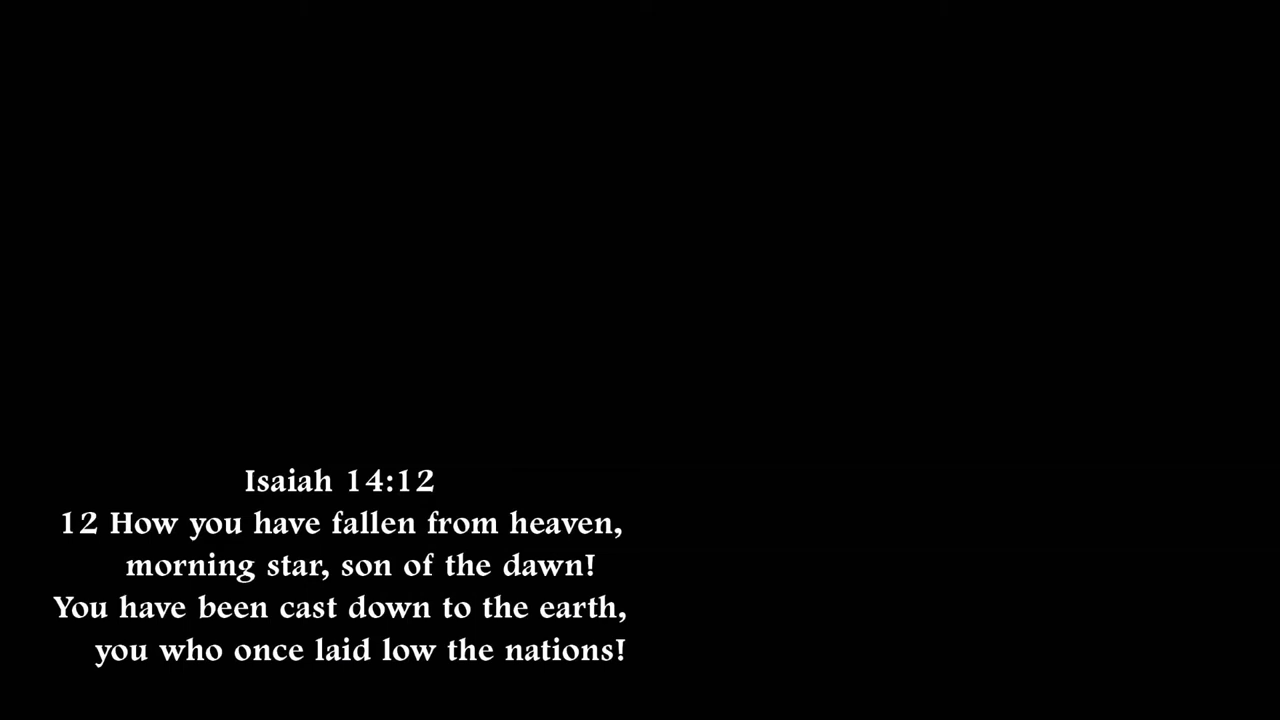 Isaiah 14:12
12 How you have fallen from heaven,
morning star, son of the dawn!
You have been cast down to the earth,
you who once laid low the nations!